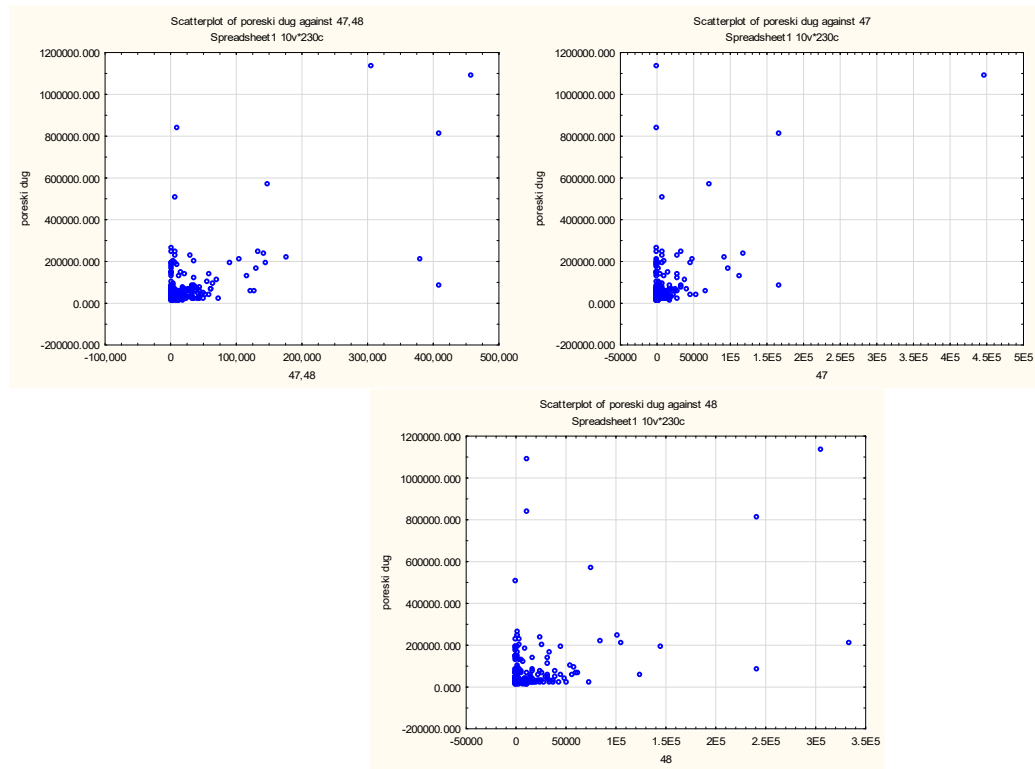 Scatterplot of poreski dug against 47,48
Spreadsheet1 10v*230c
1200000.000
1000000.000
800000.000
600000.000
400000.000
200000.000
0.000
-200000.000
poreski dug
-100,000 0 100,000 200,000 300,000 400,000 500,000
47,48
Scatterplot of poreski dug against 47
Spreadsheet1 10v*230c
1200000.000
1000000.000
800000.000
600000.000
400000.000
200000.000
0.000
-200000.000
poreski dug
-50000 0 50000 1E5 1.5E5 2E5 2.5E5 3E5 3.5E5 4E5 4.5E5 5E5
47
Scatterplot of poreski dug against 48
Spreadsheet1 10v*230c
1200000.000
1000000.000
800000.000
600000.000
400000.000
200000.000
0.000
-200000.000
poreski dug
-50000 0 50000 1E5 1.5E5 2E5 2.5E5 3E5 3.5E5
48